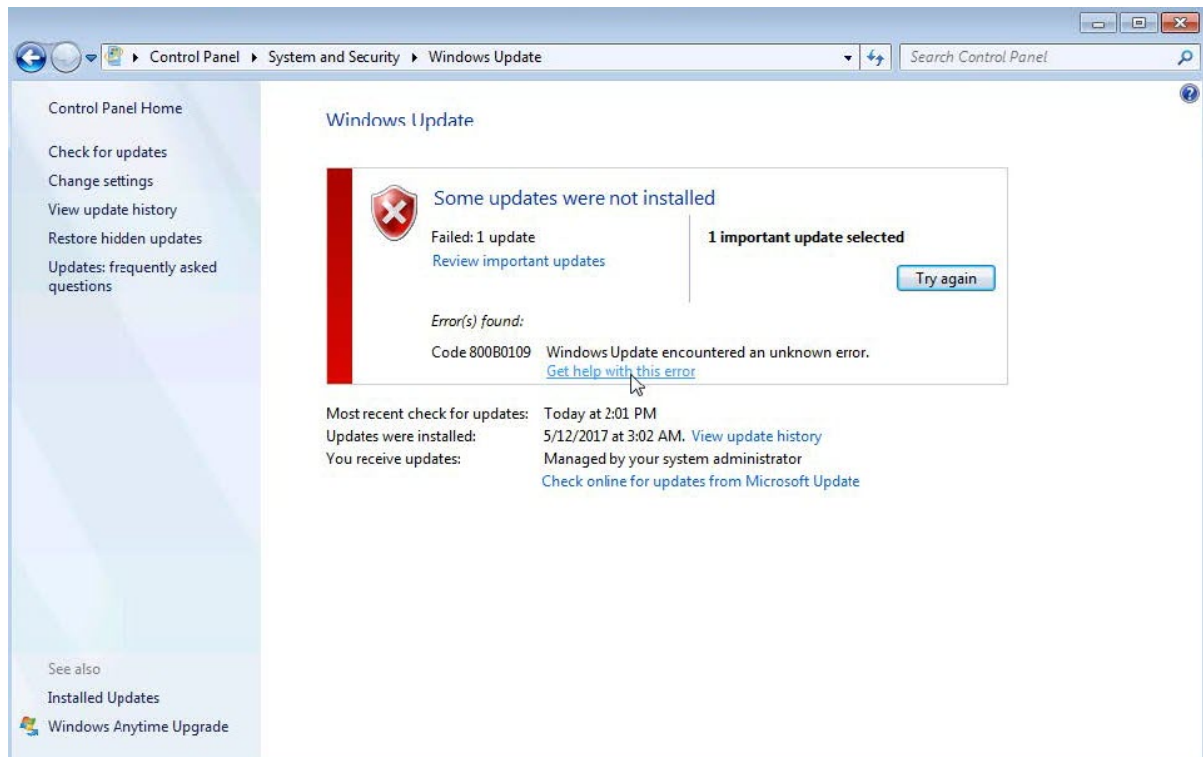 Control Panel ▸ System and Security ▸ Windows Update
Search Control Panel
Control Panel Home
Check for updates
Change settings
View update history
Restore hidden updates
Updates: frequently asked
questions
See also
Installed Updates
Windows Anytime Upgrade
Windows Update
Some updates were not installed
Failed: 1 update
Review important updates
1 important update selected
Try again
Error(s) found:
Code 800B0109 Windows Update encountered an unknown error.
Get help with this error
Most recent check for updates: Today at 2:01 PM
Updates were installed: 5/12/2017 at 3:02 AM. View update history
You receive updates: Managed by your system administrator
Check online for updates from Microsoft Update